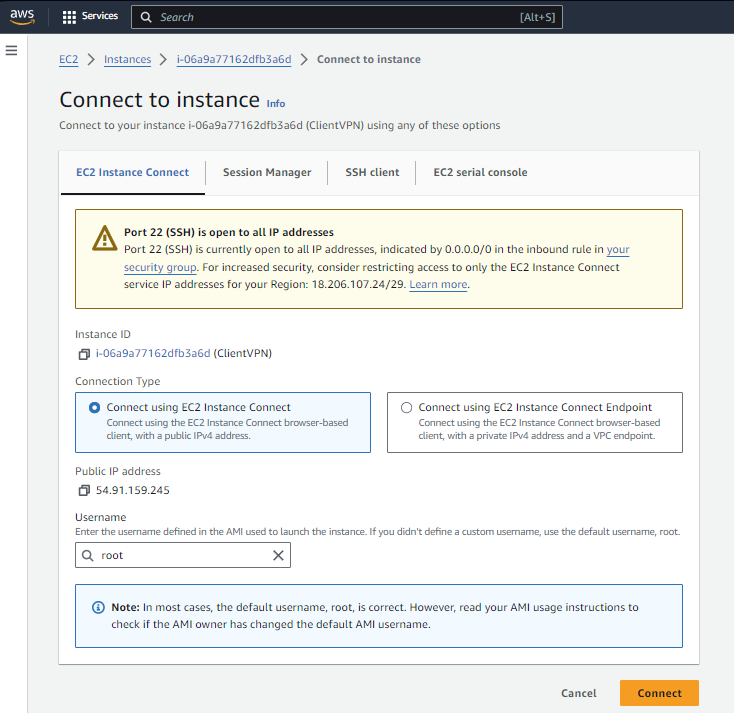 aws Services Search [Alt+S]
EC2 > Instances > i-06a9a77162dfb3a6d > Connect to instance
Connect to instance Info
Connect to your instance i-06a9a77162dfb3a6d (ClientVPN) using any of these options
EC2 Instance Connect Session Manager SSH client EC2 serial console
Port 22 (SSH) is open to all IP addresses
Port 22 (SSH) is currently open to all IP addresses, indicated by 0.0.0.0/0 in the inbound rule in your
security group. For increased security, consider restricting access to only the EC2 Instance Connect
service IP addresses for your Region: 18.206.107.24/29. Learn more.
Instance ID
i-06a9a77162dfb3a6d (ClientVPN)
Connection Type
Connect using EC2 Instance Connect
Connect using the EC2 Instance Connect browser-based
client, with a public IPv4 address.
Connect using EC2 Instance Connect Endpoint
Connect using the EC2 Instance Connect browser-based
client, with a private IPv4 address and a VPC endpoint.
Public IP address
54.91.159.245
Username
Enter the username defined in the AMI used to launch the instance. If you didn't define a custom username, use the default username, root.
root
Note: In most cases, the default username, root, is correct. However, read your AMI usage instructions to
check if the AMI owner has changed the default AMI username.
Cancel Connect